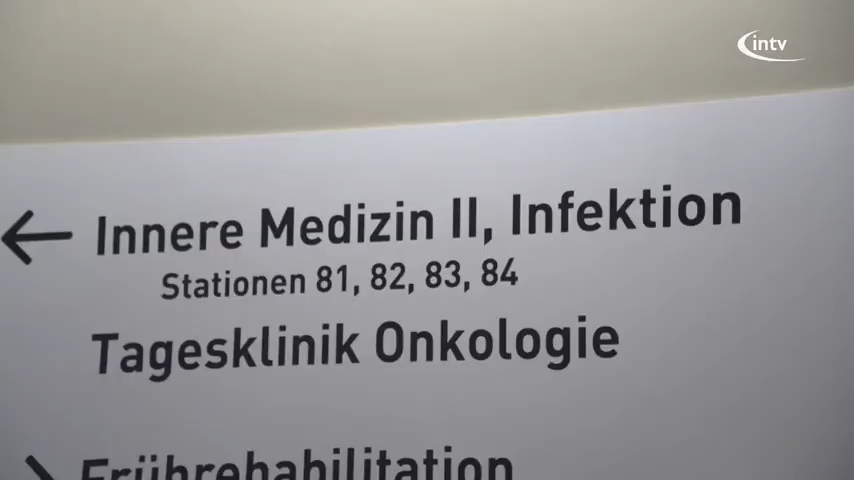 intv
← Innere Medizin II, Infektion
Stationen 81, 82, 83, 84
Tagesklinik Onkologie
Frührehabilitation